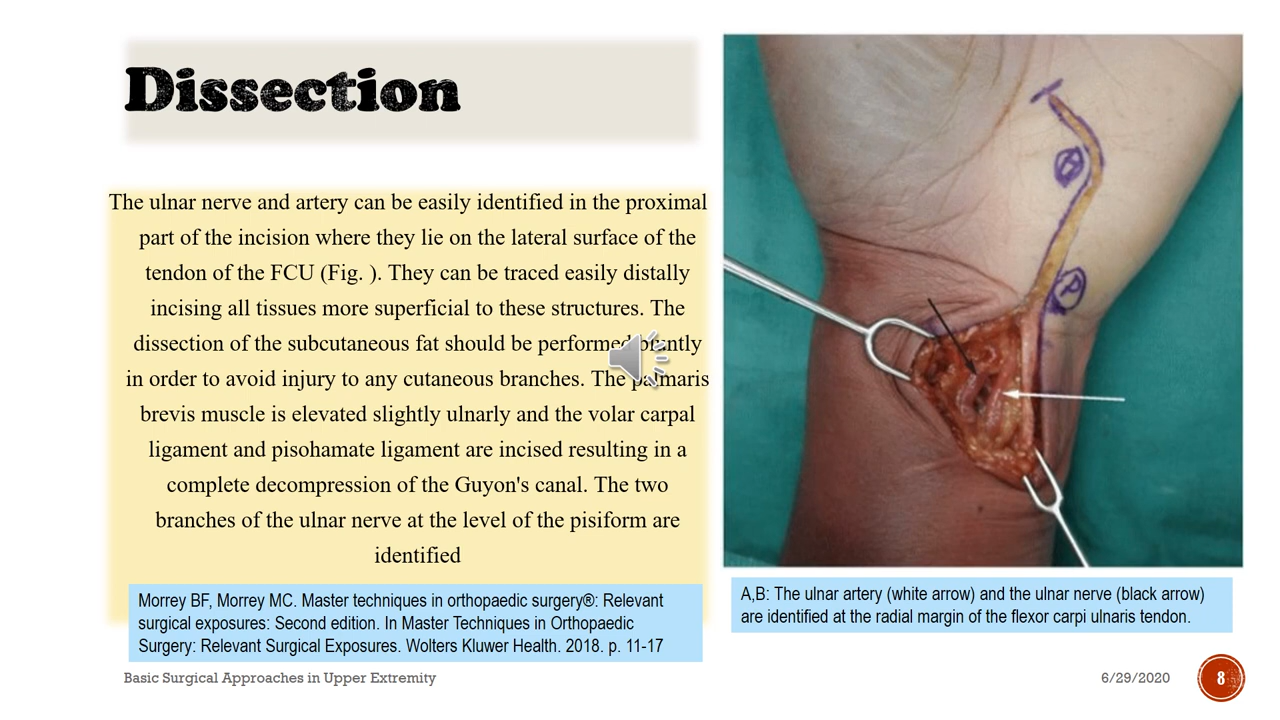 Dissection
The ulnar nerve and artery can be easily identified in the proximal
part of the incision where they lie on the lateral surface of the
tendon of the FCU (Fig. ). They can be traced easily distally
incising all tissues more superficial to these structures. The
dissection of the subcutaneous fat should be performed bluntly
in order to avoid injury to any cutaneous branches. The palmaris
brevis muscle is elevated slightly ulnarly and the volar carpal
ligament and pisohamate ligament are incised resulting in a
complete decompression of the Guyon's canal. The two
branches of the ulnar nerve at the level of the pisiform are
identified
Morrey BF, Morrey MC. Master techniques in orthopaedic surgery®: Relevant
surgical exposures: Second edition. In Master Techniques in Orthopaedic
Surgery: Relevant Surgical Exposures. Wolters Kluwer Health. 2018. p. 11-17
P
A,B: The ulnar artery (white arrow) and the ulnar nerve (black arrow)
are identified at the radial margin of the flexor carpi ulnaris tendon.
Basic Surgical Approaches in Upper Extremity
6/29/2020
8